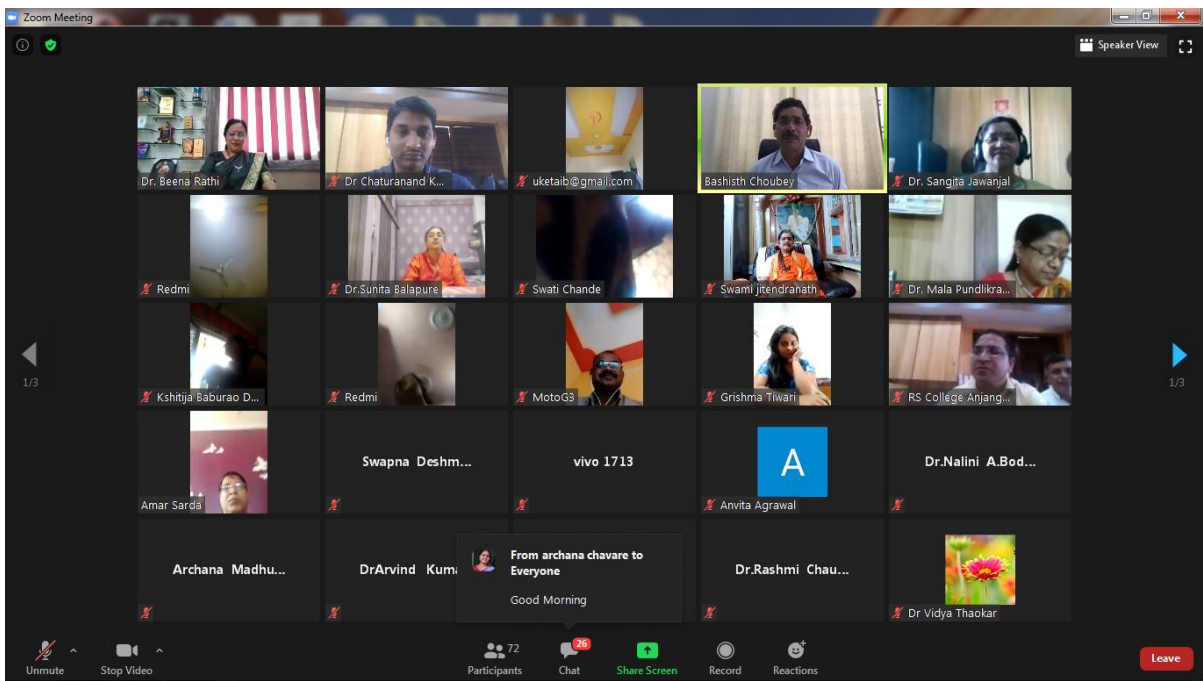 Zoom Meeting
Speaker View
Dr. Beena Rathi
Dr Chaturanand K...
uketaib@gmail.com
Bashisth Choubey
Dr. Sangita Jawanjal
Redmi
Dr.Sunita Balapure
Swati Chande
Swami jitendranath
Dr. Mala Pundlikra...
1/3
1/3
Kshitija Baburao D...
Redmi
MotoG3
Grishma Tiwari
RS College Anjang...
Amar Sarda
Swapna Deshm...
vivo 1713
A
Anvita Agrawal
Dr.Nalini A.Bod...
Archana Madhu...
DrArvind Kuma
From archana chavare to
Everyone
Good Morning
Dr.Rashmi Chau...
Dr Vidya Thaokar
72
26
Unmute
Stop Video
Participants
Chat
Share Screen
Record
Reactions
Leave